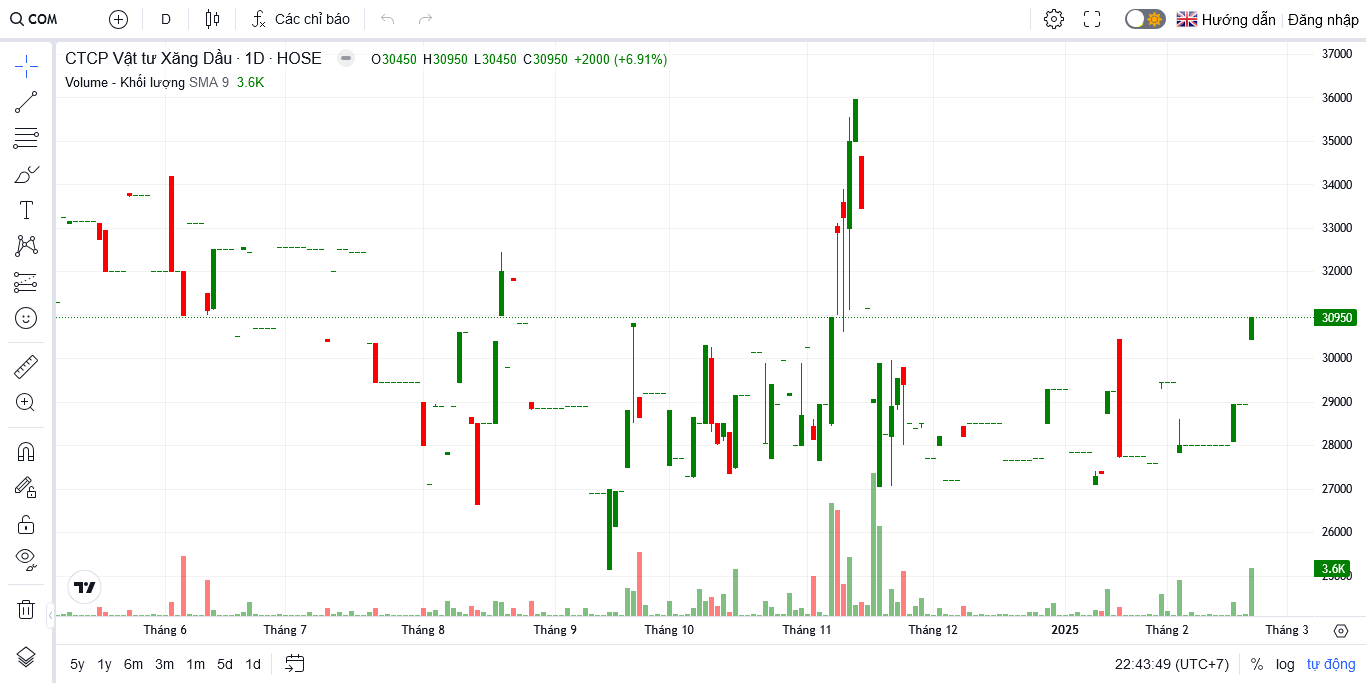 COM D Các chỉ báo Hướng dẫn Đăng nhập
CTCP Vật tư Xăng Dầu · 1D · HOSE O30450 H30950 L30450 C30950 +2000 (+6.91%)
Volume - Khối lượng SMA 9 3.6K
37000
36000
35000
34000
33000
32000
30950
30000
29000
28000
27000
26000
3.6K
Tháng 6 Tháng 7 Tháng 8 Tháng 9 Tháng 10 Tháng 11 Tháng 12 2025 Tháng 2 Tháng 3
5y 1y 6m 3m 1m 5d 1d 22:43:49 (UTC+7) % log tự động